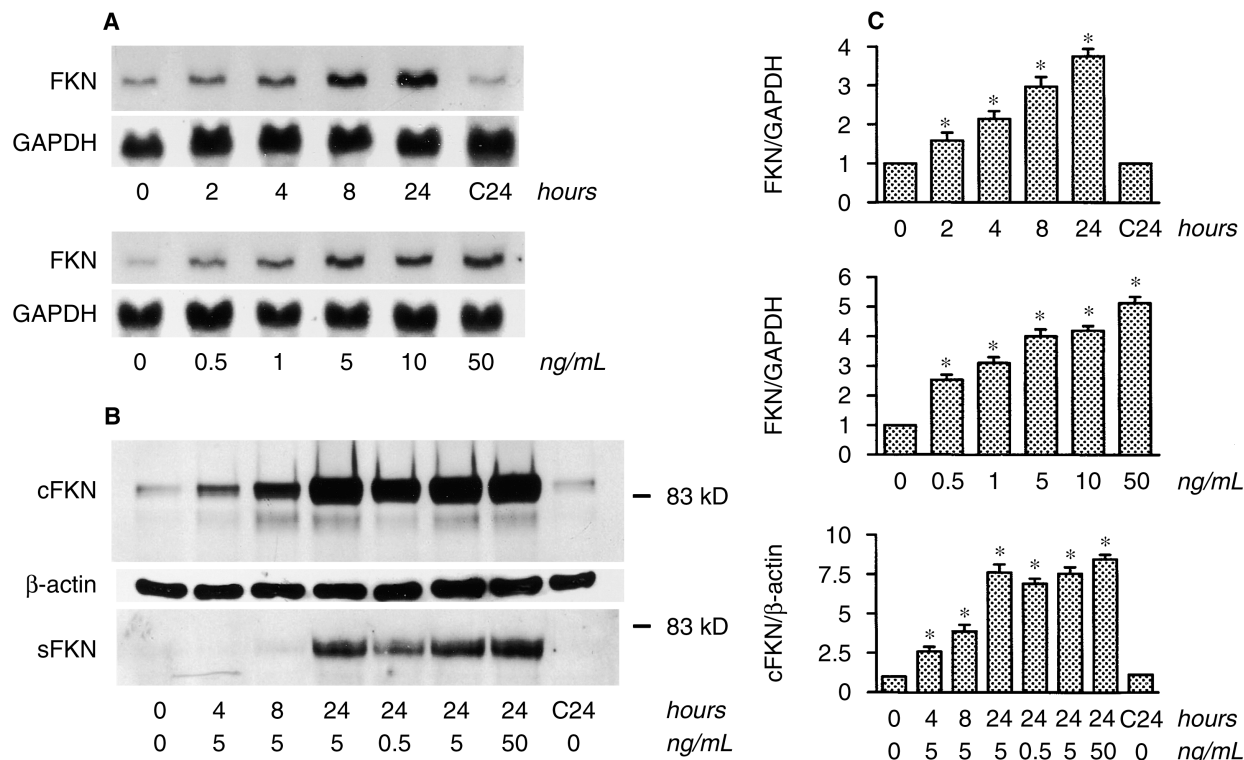 A
FKN
GAPDH
0 2 4 8 24 C24 hours
FKN
GAPDH
0 0.5 1 5 10 50 ng/mL
B
cFKN
83 kD
β-actin
83 kD
sFKN
0 4 8 24 24 24 24 C24 hours
0 5 5 5 0.5 5 50 0 ng/mL
C
FKN/GAPDH
4
3
2
1
0
* * * *
0 2 4 8 24 C24 hours
FKN/GAPDH
6
5
4
3
2
1
0
* * * * *
0 0.5 1 5 10 50 ng/mL
cFKN/β-actin
10
7.5
5
2.5
0
* * * * * *
0 4 8 24 24 24 24 C24 hours
0 5 5 5 0.5 5 50 0 ng/mL